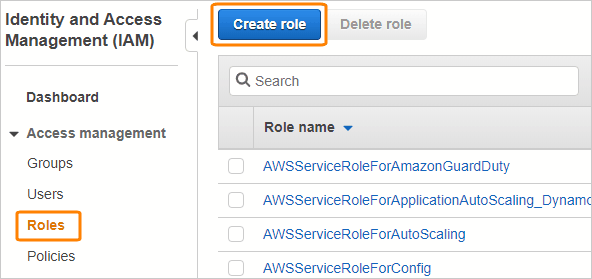 Identity and Access
Management (IAM)
Dashboard
Access management
Groups
Users
Roles
Policies
Create role
Delete role
Search
Role name
AWSServiceRoleForAmazonGuardDuty
AWSServiceRoleForApplicationAutoScaling_Dynamo
AWSServiceRoleForAutoScaling
AWSServiceRoleForConfig